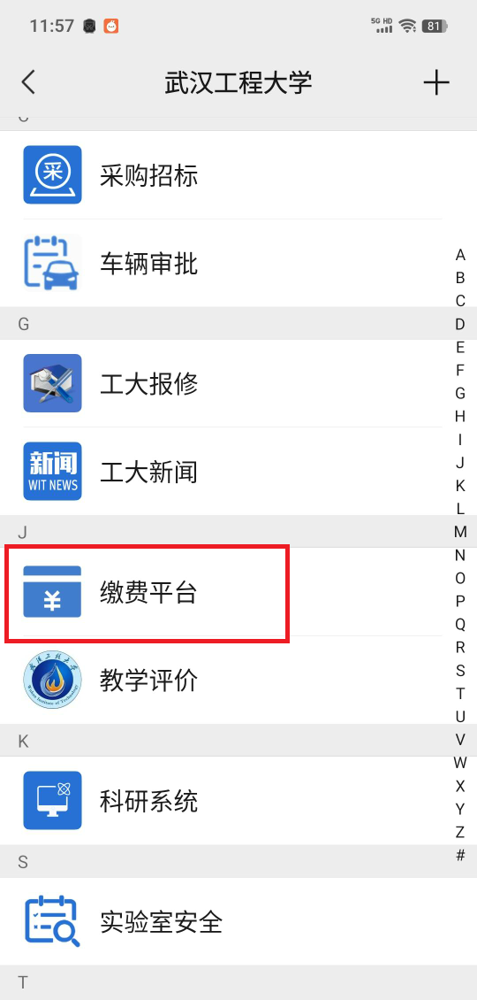 11:57
5G HD
81
武汉工程大学
采
采购招标
车辆审批
G
工大报修
新闻
WIT NEWS
工大新闻
J
¥
缴费平台
教学评价
K
科研系统
S
实验室安全
T
A
B
C
D
E
F
G
H
I
J
K
L
M
N
O
P
Q
R
S
T
U
V
W
X
Y
Z
#